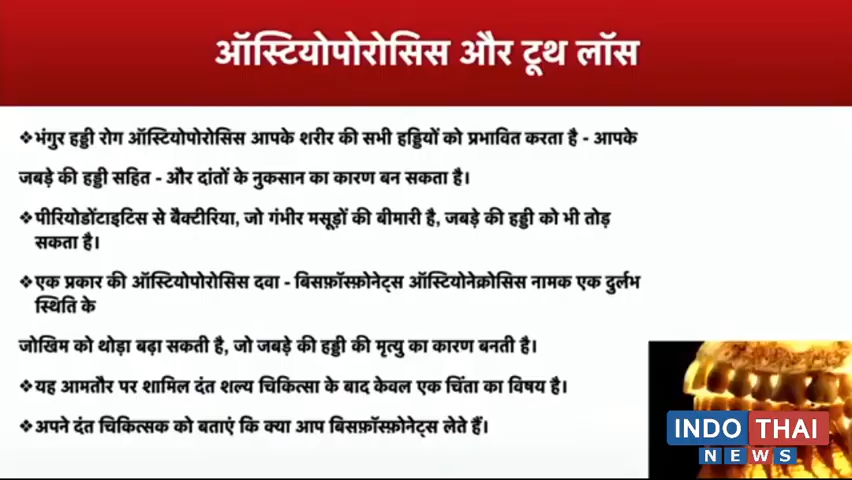 ऑस्टियोपोरोसिस और टूथ लॉस
❖भंगुर हड्डी रोग ऑस्टियोपोरोसिस आपके शरीर की सभी हड्डियों को प्रभावित करता है - आपके
जबड़े की हड्डी सहित - और दांतों के नुकसान का कारण बन सकता है।
❖पीरियोडोंटाइटिस से बैक्टीरिया, जो गंभीर मसूड़ों की बीमारी है, जबड़े की हड्डी को भी तोड़
सकता है।
❖एक प्रकार की ऑस्टियोपोरोसिस दवा - बिसफ़ॉस्फ़ोनेट्स ऑस्टियोनेक्रोसिस नामक एक दुर्लभ
स्थिति के
जोखिम को थोड़ा बढ़ा सकती है, जो जबड़े की हड्डी की मृत्यु का कारण बनती है।
❖यह आमतौर पर शामिल दंत शल्य चिकित्सा के बाद केवल एक चिंता का विषय है।
❖अपने दंत चिकित्सक को बताएं कि क्या आप बिसफ़ॉस्फ़ोनेट्स लेते हैं।
INDO THAI
NEWS